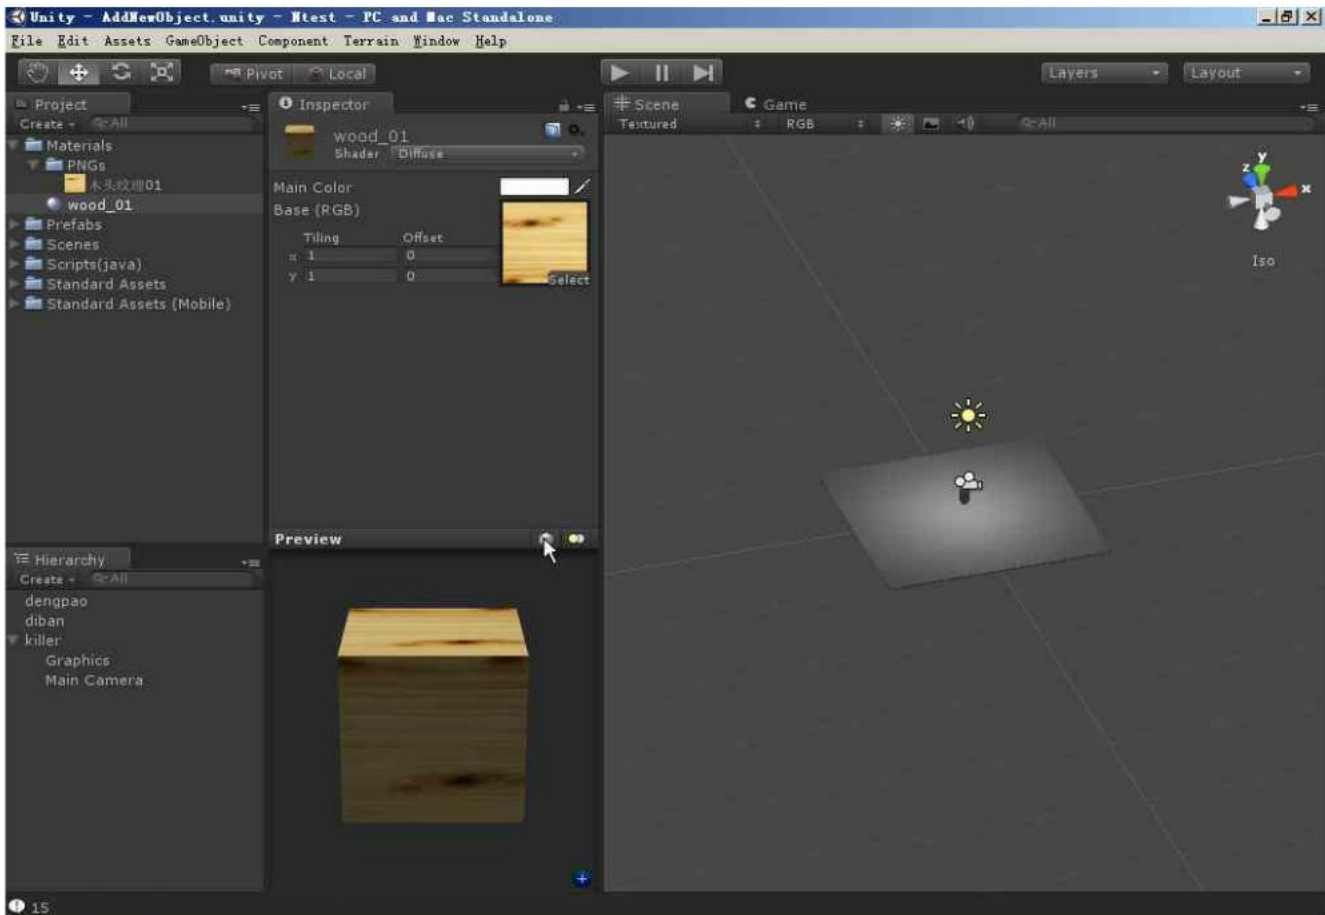 Unity - AddNewObject.unity - Ntest - PC and Mac Standalone
File Edit Assets GameObject Component Terrain Window Help
Pivot Local
Layers Layout
Project
Create All
Materials
PNGs
木头纹理01
wood_01
Prefabs
Scenes
Scripts(java)
Standard Assets
Standard Assets (Mobile)
Inspector
wood_01
Shader Diffuse
Main Color
Base (RGB)
Tiling Offset
x 1 0
y 1 0
Select
Preview
Hierarchy
Create All
dengpao
diban
killer
Graphics
Main Camera
Scene Game
Textured RGB All
y
z
x
Iso
15